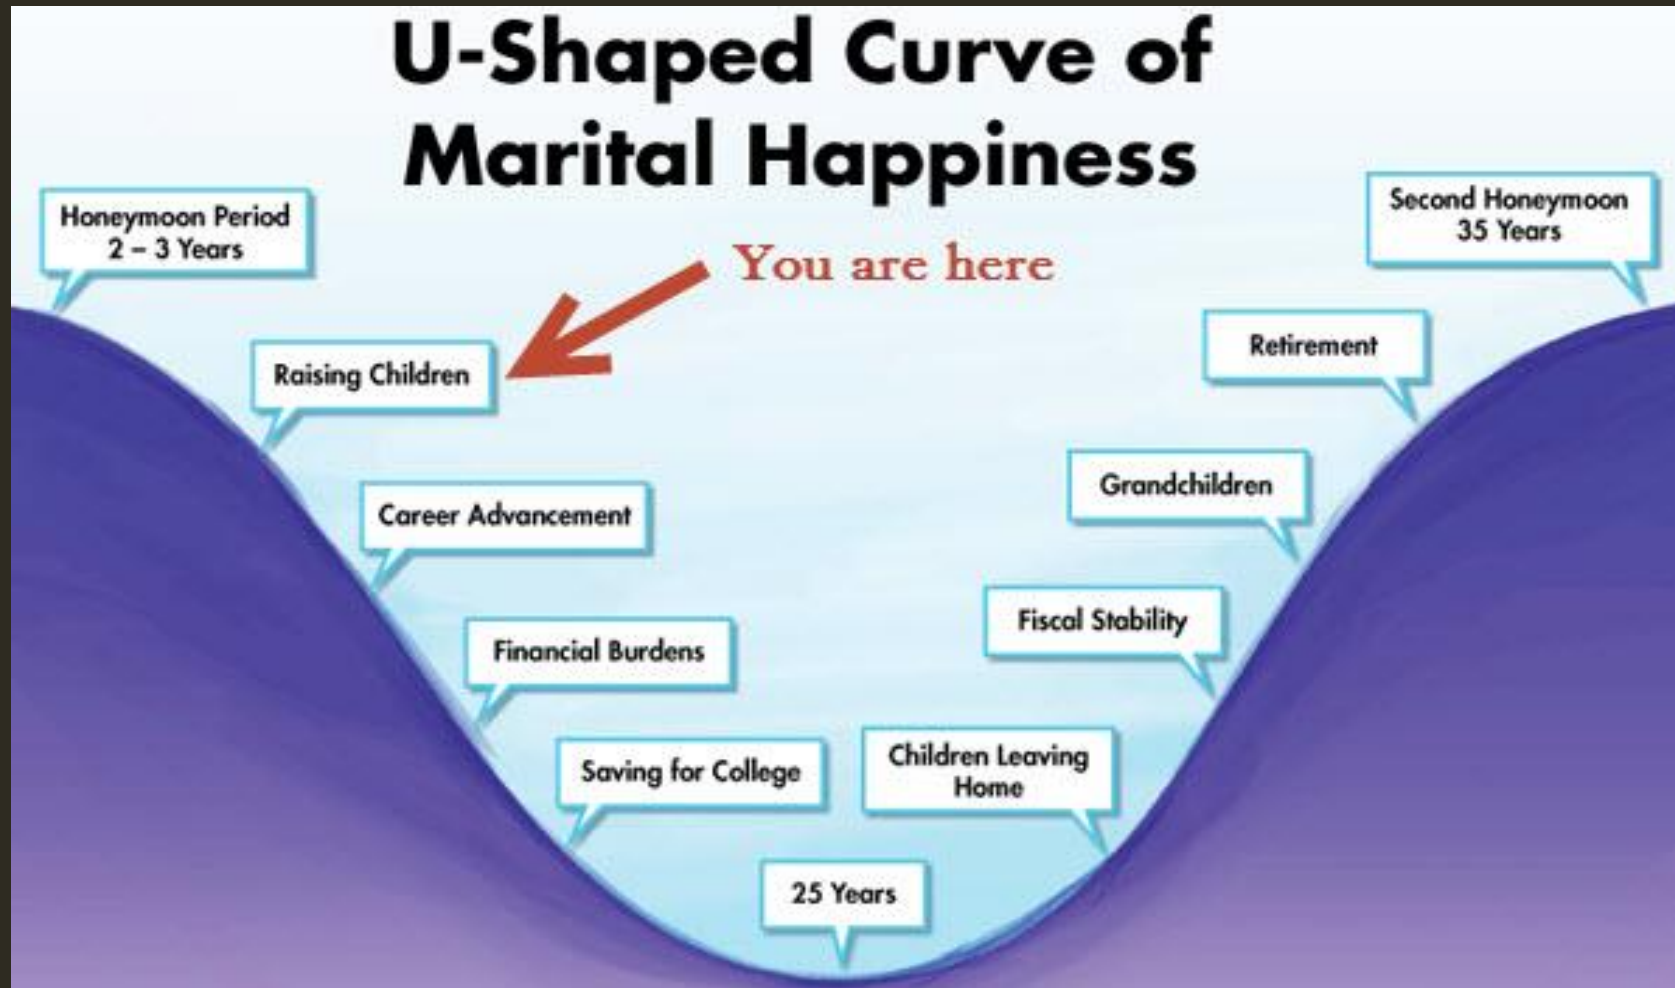 U-Shaped Curve of
Marital Happiness
Honeymoon Period
2 – 3 Years
You are here
Second Honeymoon
35 Years
Raising Children
Retirement
Career Advancement
Grandchildren
Financial Burdens
Fiscal Stability
Saving for College
Children Leaving
Home
25 Years